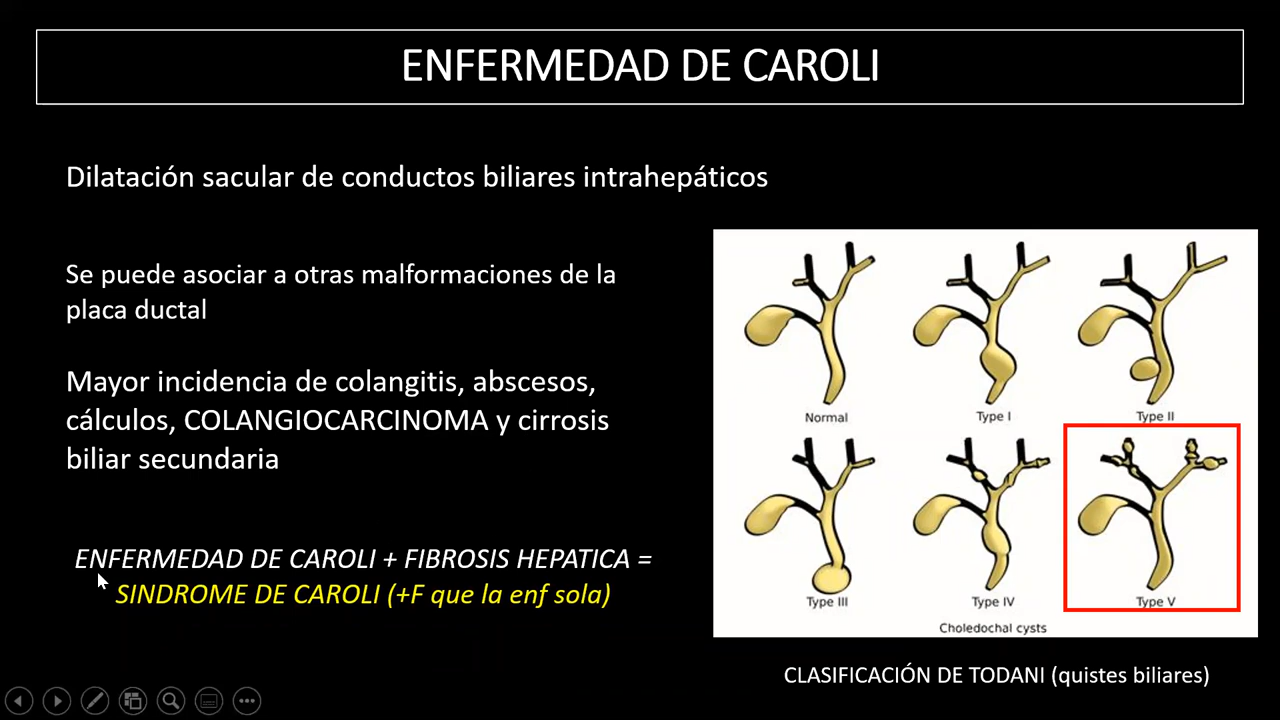 ENFERMEDAD DE CAROLI
Dilatación sacular de conductos biliares intrahepáticos
Se puede asociar a otras malformaciones de la
placa ductal
Mayor incidencia de colangitis, abscesos,
cálculos, COLANGIOCARCINOMA y cirrosis
biliar secundaria
ENFERMEDAD DE CAROLI + FIBROSIS HEPATICA =
SINDROME DE CAROLI (+F que la enf sola)
Normal
Type I
Type II
Type III
Type IV
Type V
Choledochal cysts
CLASIFICACIÓN DE TODANI (quistes biliares)